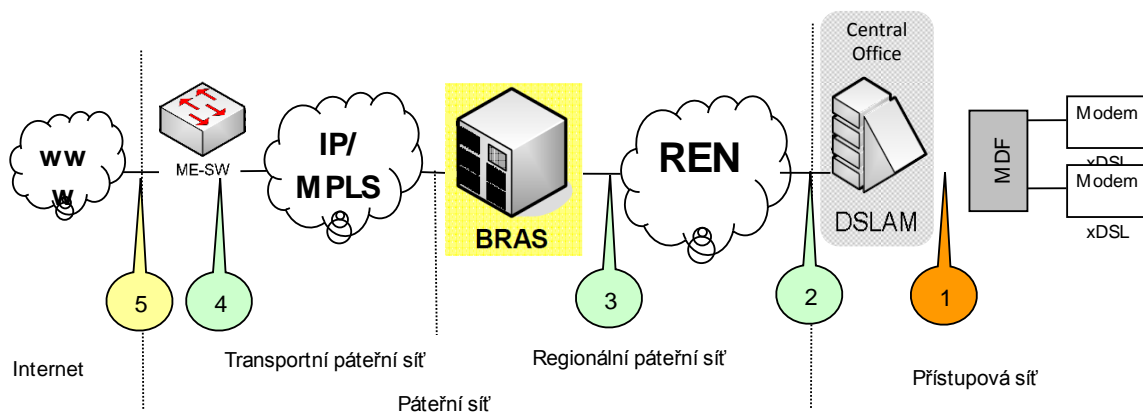 Central
Office
ww
w
ME-SW
IP/
MPLS
BRAS
REN
DSLAM
MDF
Modem
xDSL
Modem
xDSL
5
4
3
2
1
Internet
Transportní páteřní síť
Regionální páteřní síť
Přístupová síť
Páteřní síť